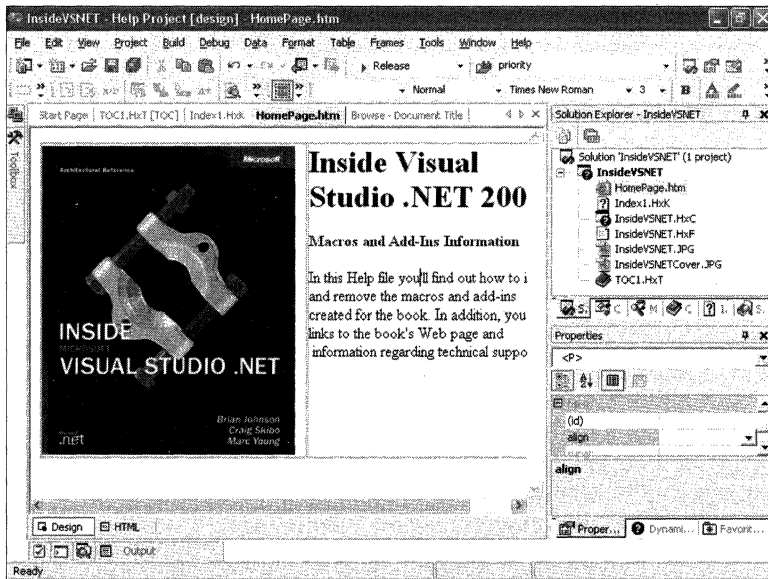 InsideVSNET - Help Project [design] - HomePage.htm
File Edit View Project Build Debug Data Format Table Frames Tools Window Help
Release priority
Normal Times New Roman 3 B A
Start Page TOC1.HxT [TOC] Index1.HxK HomePage.htm Browse - Document Title
Toolbox
Architectural Reference
Microsoft
INSIDE
MICROSOFT
VISUAL STUDIO .NET
Brian Johnson
Craig Skibo
Marc Young
Microsoft
.net
Inside Visual
Studio .NET 200
Macros and Add-Ins Information
In this Help file you'll find out how to i
and remove the macros and add-ins
created for the book. In addition, you
links to the book's Web page and
information regarding technical suppo
Design HTML
Output
Ready
Solution Explorer - InsideVSNET
Solution 'InsideVSNET' (1 project)
InsideVSNET
HomePage.htm
Index1.HxK
InsideVSNET.HxC
InsideVSNET.HxF
InsideVSNET.JPG
InsideVSNETCover.JPG
TOC1.HxT
S. C M C I. S.
Properties
<P>
(id)
align
align
Proper... Dynami... Favorit...